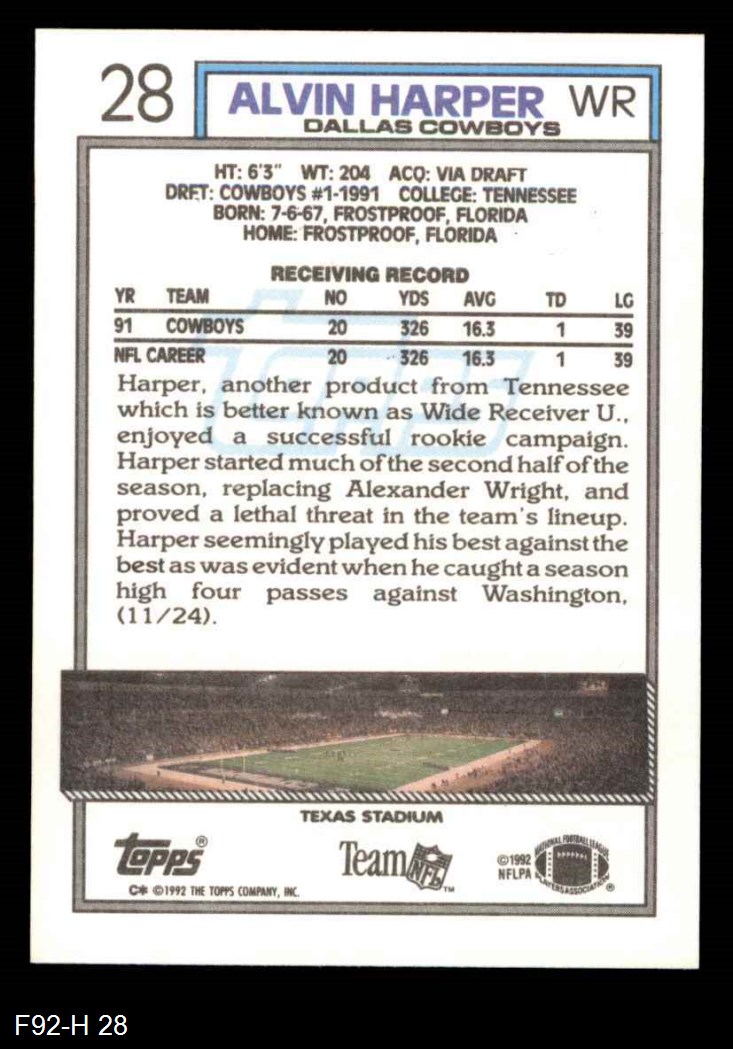 28 ALVIN HARPER WR
DALLAS COWBOYS
HT: 6'3" WT: 204 ACQ: VIA DRAFT
DRFT: COWBOYS #1-1991 COLLEGE: TENNESSEE
BORN: 7-6-67, FROSTPROOF, FLORIDA
HOME: FROSTPROOF, FLORIDA
RECEIVING RECORD
YR TEAM NO YDS AVG TD LG
91 COWBOYS 20 326 16.3 1 39
NFL CAREER 20 326 16.3 1 39
Harper, another product from Tennessee
which is better known as Wide Receiver U.,
enjoyed a successful rookie campaign.
Harper started much of the second half of the
season, replacing Alexander Wright, and
proved a lethal threat in the team's lineup.
Harper seemingly played his best against the
best as was evident when he caught a season
high four passes against Washington,
(11/24).
TEXAS STADIUM
topps®
Team NFL™
©1992
NFLPA
NATIONAL FOOTBALL LEAGUE
PLAYERS ASSOCIATION®
C* ©1992 THE TOPPS COMPANY, INC.
F92-H 28